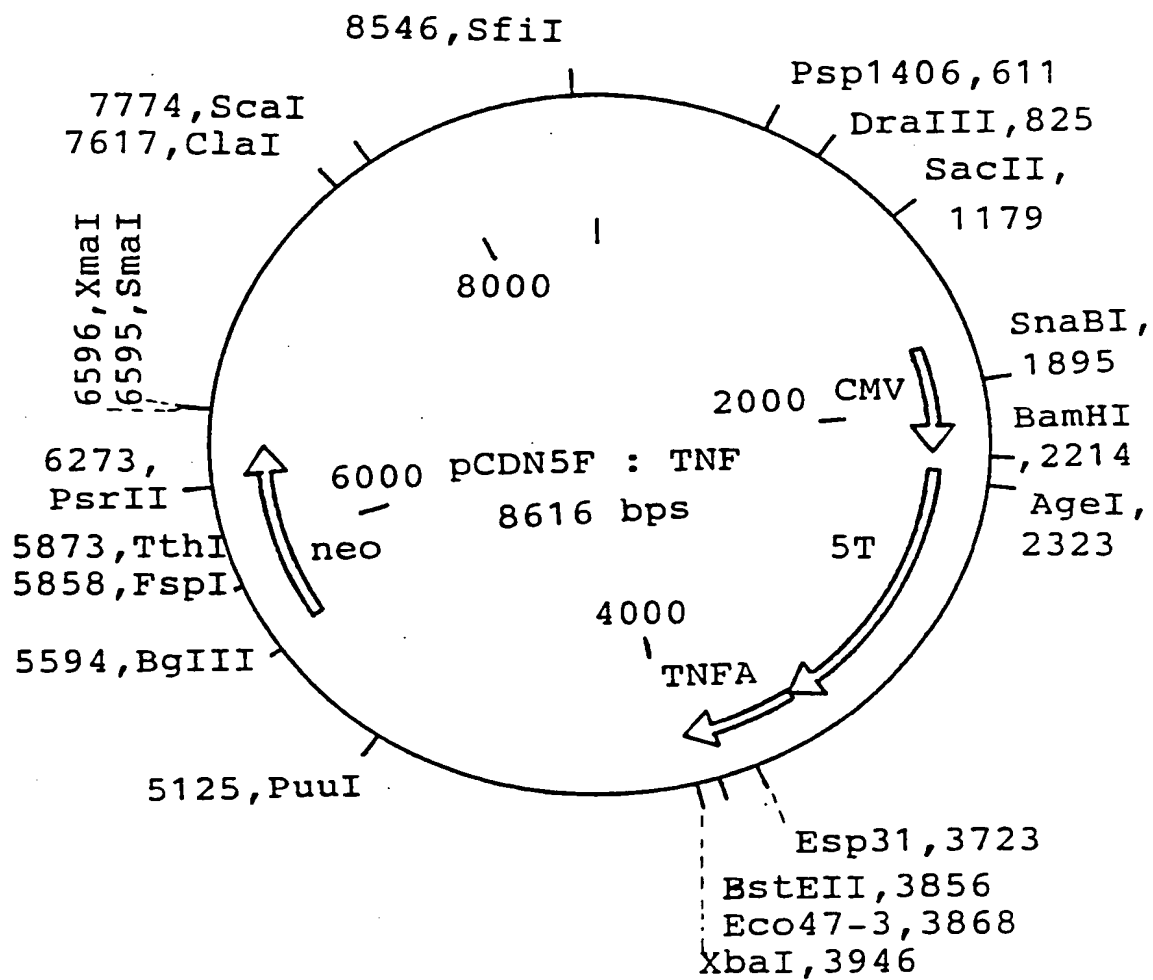 8546,SfiI
Psp1406,611
7774,ScaI
DraIII,825
7617,ClaI
SacII,
1179
6596,XmaI
6595,SmaI
8000
SnaBI,
1895
2000
CMV
BamHI
,2214
6273,
PsrII
6000
pCDN5F : TNF
8616 bps
AgeI,
2323
5873,TthI
neo
5T
5858,FspI
4000
5594,BgIII
TNFA
5125,PuuI
Esp31,3723
BstEII,3856
Eco47-3,3868
XbaI,3946